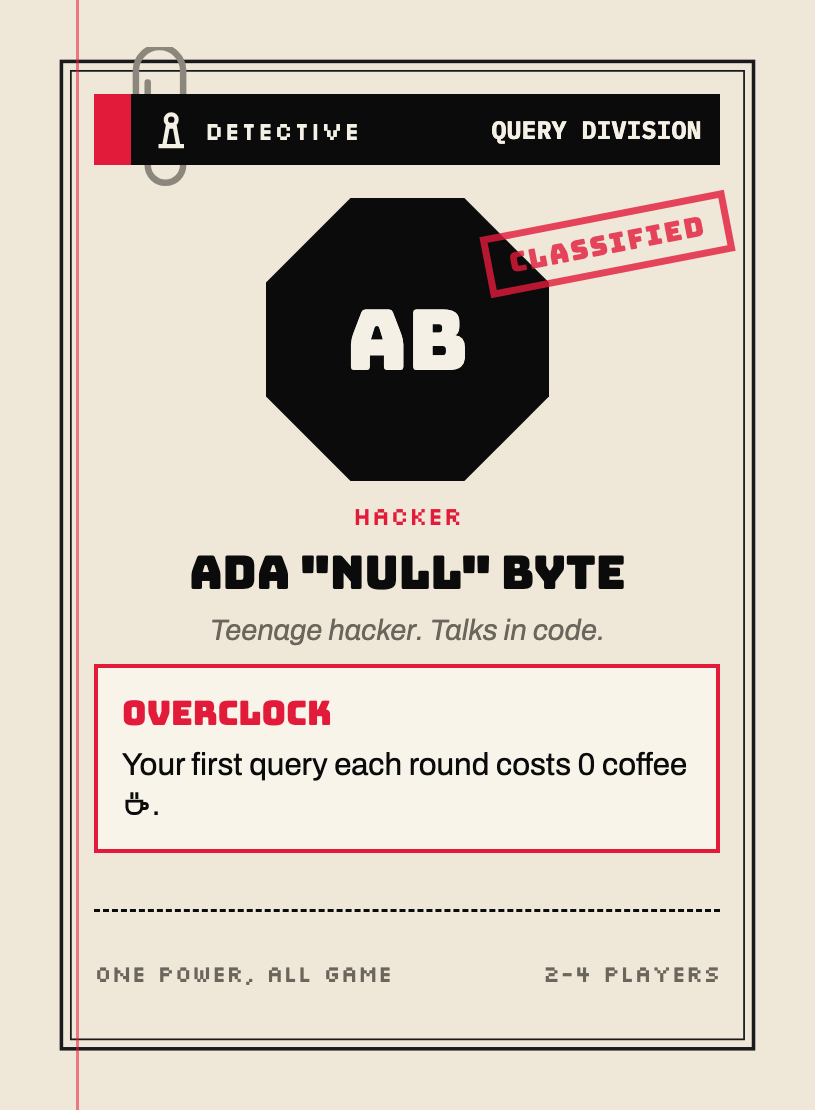 DETECTIVE
QUERY DIVISION
CLASSIFIED
AB
HACKER
ADA "NULL" BYTE
Teenage hacker. Talks in code.
OVERCLOCK
Your first query each round costs 0 coffee
☕.
ONE POWER, ALL GAME
2–4 PLAYERS